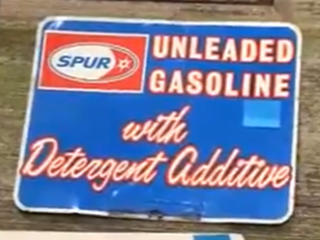 SPUR
UNLEADED
GASOLINE
with
Detergent Additive